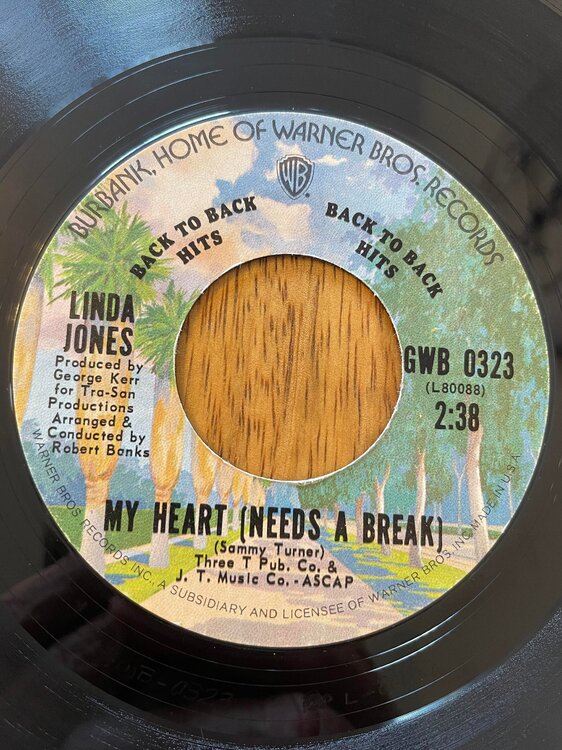 BURBANK, HOME OF WARNER BROS. RECORDS
WB
BACK TO BACK
HITS
BACK TO BACK
HITS
LINDA
JONES
Produced by
George Kerr
for Tra-San
Productions
Arranged &
Conducted by
Robert Banks
GWB 0323
(L80088)
2:38
MY HEART (NEEDS A BREAK)
(Sammy Turner)
Three T Pub. Co. &
J. T. Music Co.-ASCAP
WARNER BROS. RECORDS INC., A SUBSIDIARY AND LICENSEE OF WARNER BROS. INC. MADE IN U.S.A.